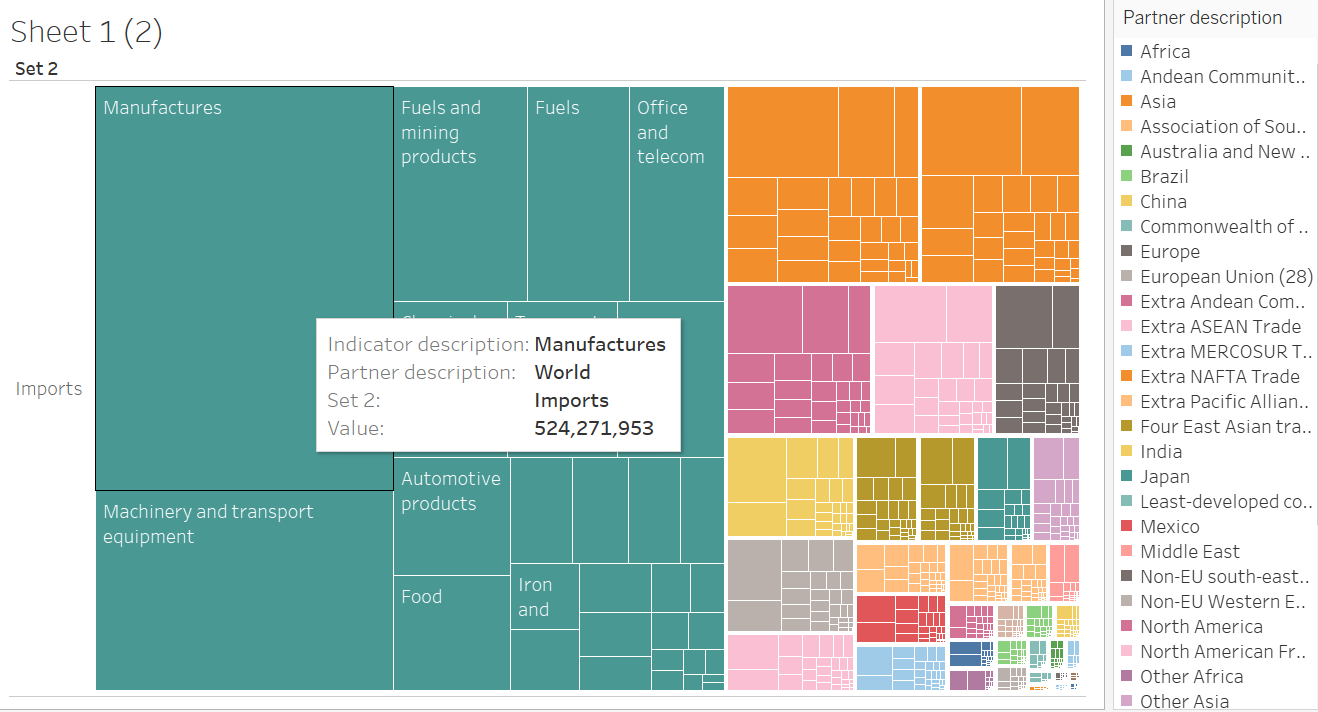 Sheet 1 (2)
Set 2
Imports
Manufactures
Fuels and
mining
products
Fuels
Office
and
telecom
Indicator description: Manufactures
Partner description: World
Set 2: Imports
Value: 524,271,953
Automotive
products
Machinery and transport
equipment
Food
Iron
and
Partner description
Africa
Andean Communit..
Asia
Association of Sou..
Australia and New ..
Brazil
China
Commonwealth of ..
Europe
European Union (28)
Extra Andean Com..
Extra ASEAN Trade
Extra MERCOSUR T..
Extra NAFTA Trade
Extra Pacific Allian..
Four East Asian tra..
India
Japan
Least-developed co..
Mexico
Middle East
Non-EU south-east..
Non-EU Western E..
North America
North American Fr..
Other Africa
Other Asia